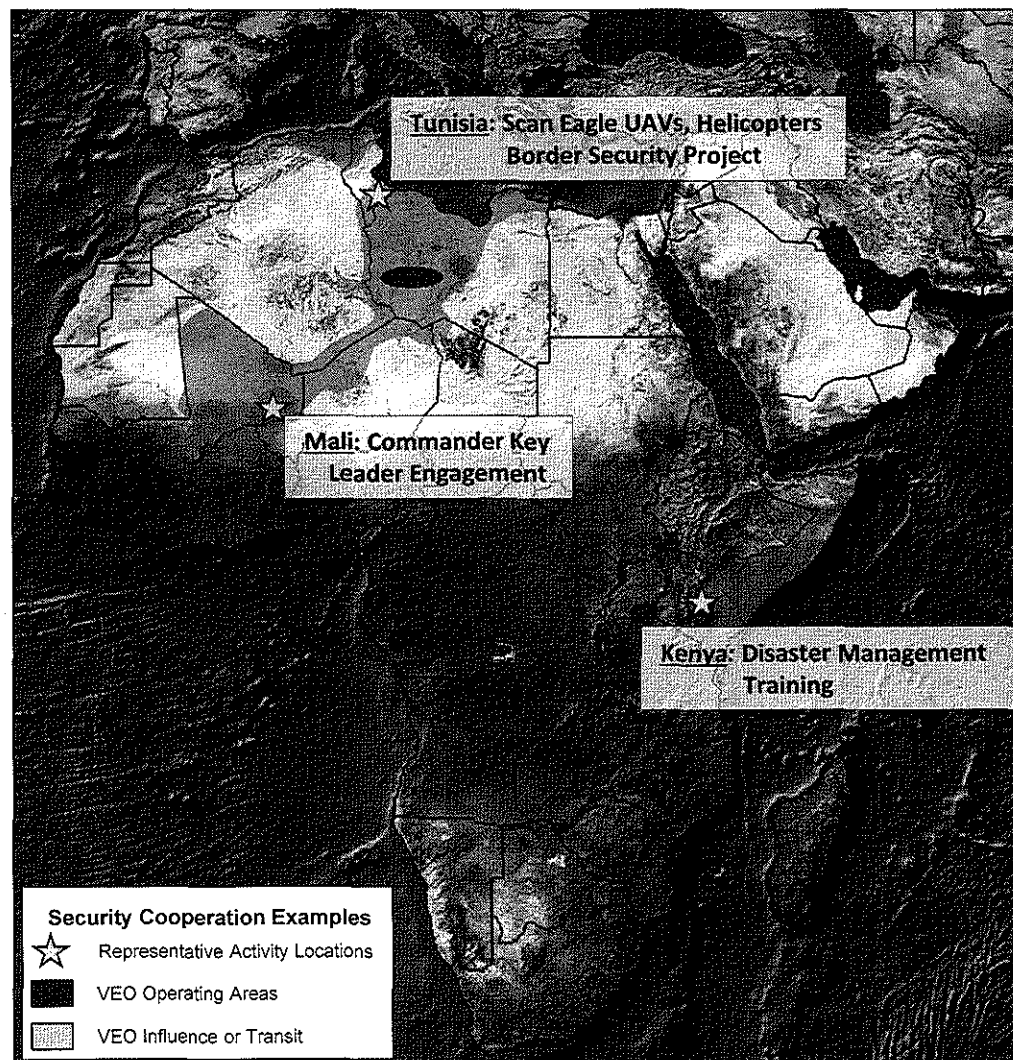 Tunisia: Scan Eagle UAVs, Helicopters
Border Security Project
Mali: Commander Key
Leader Engagement
Kenya: Disaster Management
Training
Security Cooperation Examples
Representative Activity Locations
VEO Operating Areas
VEO Influence or Transit